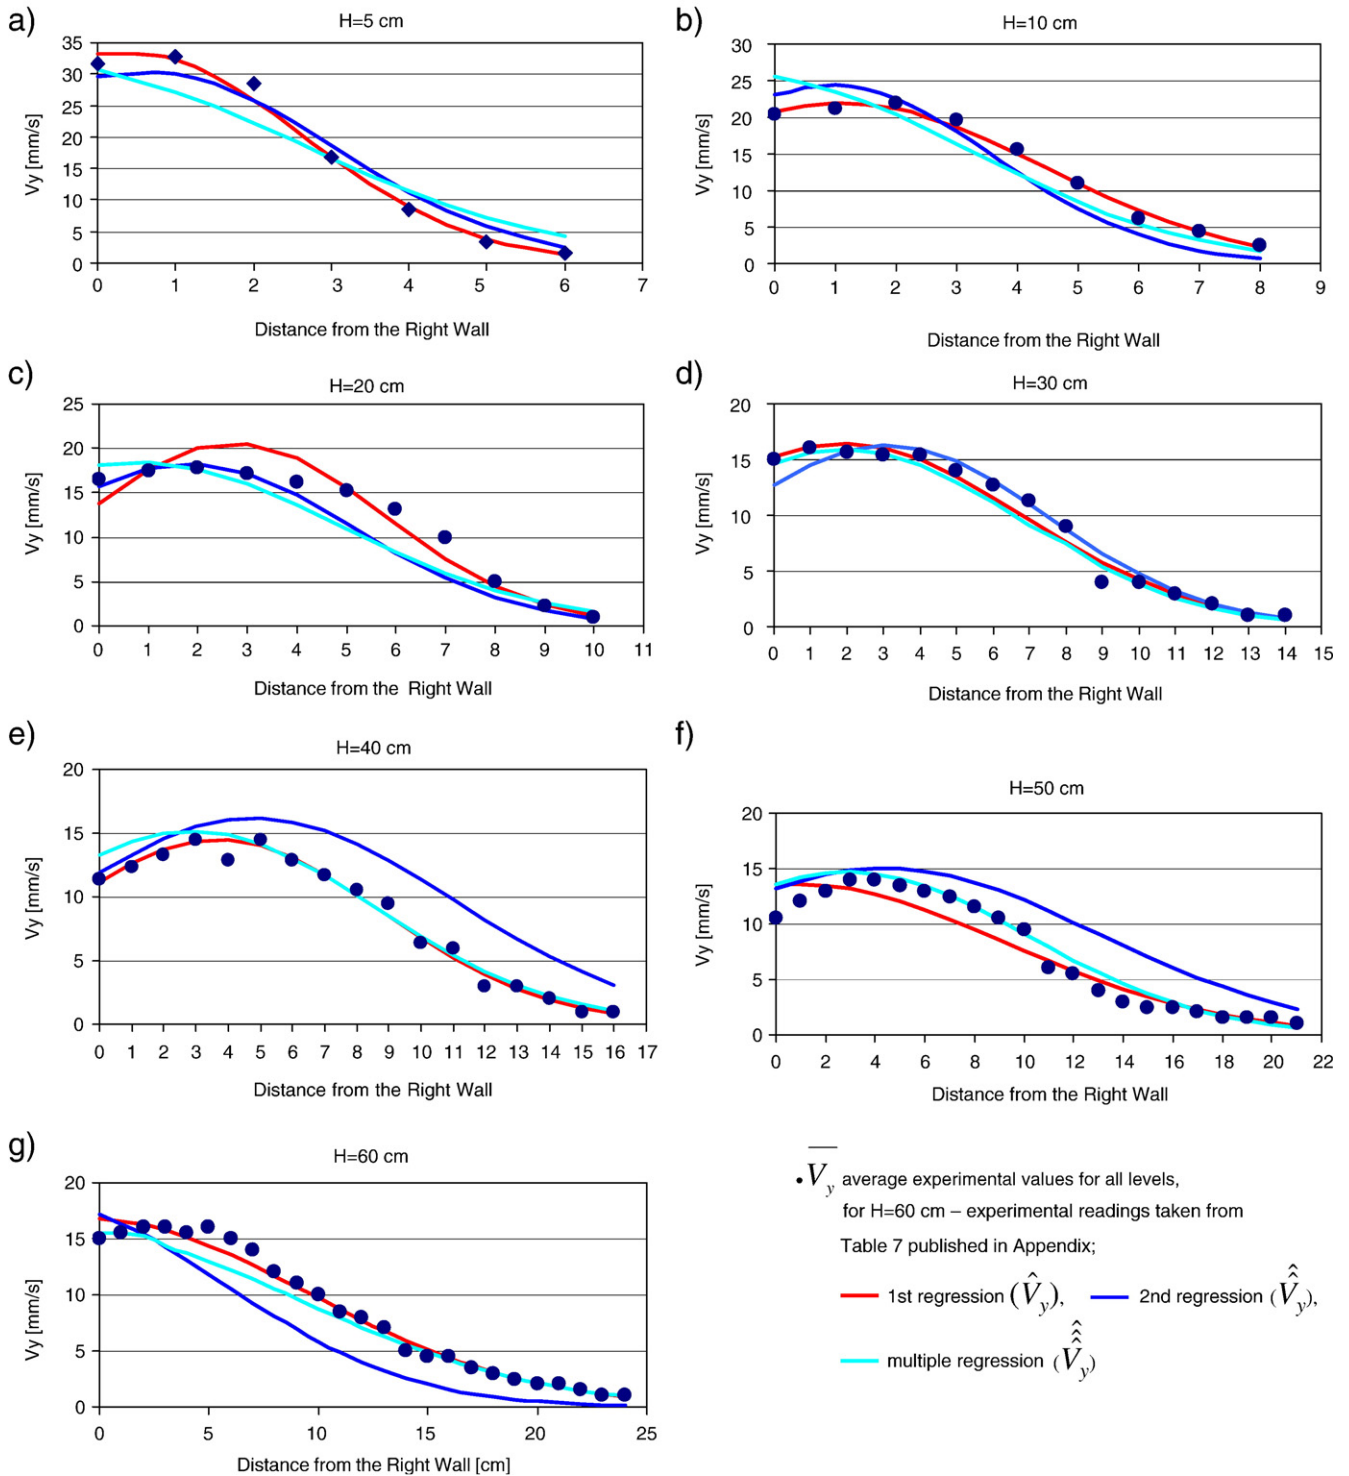 a)
H=5 cm
Vy [mm/s]
35
30
25
20
15
10
5
0
0 1 2 3 4 5 6 7
Distance from the Right Wall
b)
H=10 cm
Vy [mm/s]
30
25
20
15
10
5
0
0 1 2 3 4 5 6 7 8 9
Distance from the Right Wall
c)
H=20 cm
Vy [mm/s]
25
20
15
10
5
0
0 1 2 3 4 5 6 7 8 9 10 11
Distance from the Right Wall
d)
H=30 cm
Vy [mm/s]
20
15
10
5
0
0 1 2 3 4 5 6 7 8 9 10 11 12 13 14 15
Distance from the Right Wall
e)
H=40 cm
Vy [mm/s]
20
15
10
5
0
0 1 2 3 4 5 6 7 8 9 10 11 12 13 14 15 16 17
Distance from the Right Wall
f)
H=50 cm
Vy [mm/s]
20
15
10
5
0
0 2 4 6 8 10 12 14 16 18 20 22
Distance from the Right Wall
g)
H=60 cm
Vy [mm/s]
20
15
10
5
0
0 5 10 15 20 25
Distance from the Right Wall [cm]
• V̅y average experimental values for all levels,
for H=60 cm – experimental readings taken from
Table 7 published in Appendix;
1st regression (V̂y), 2nd regression (V̂̂y),
multiple regression (V̂̂̂y)